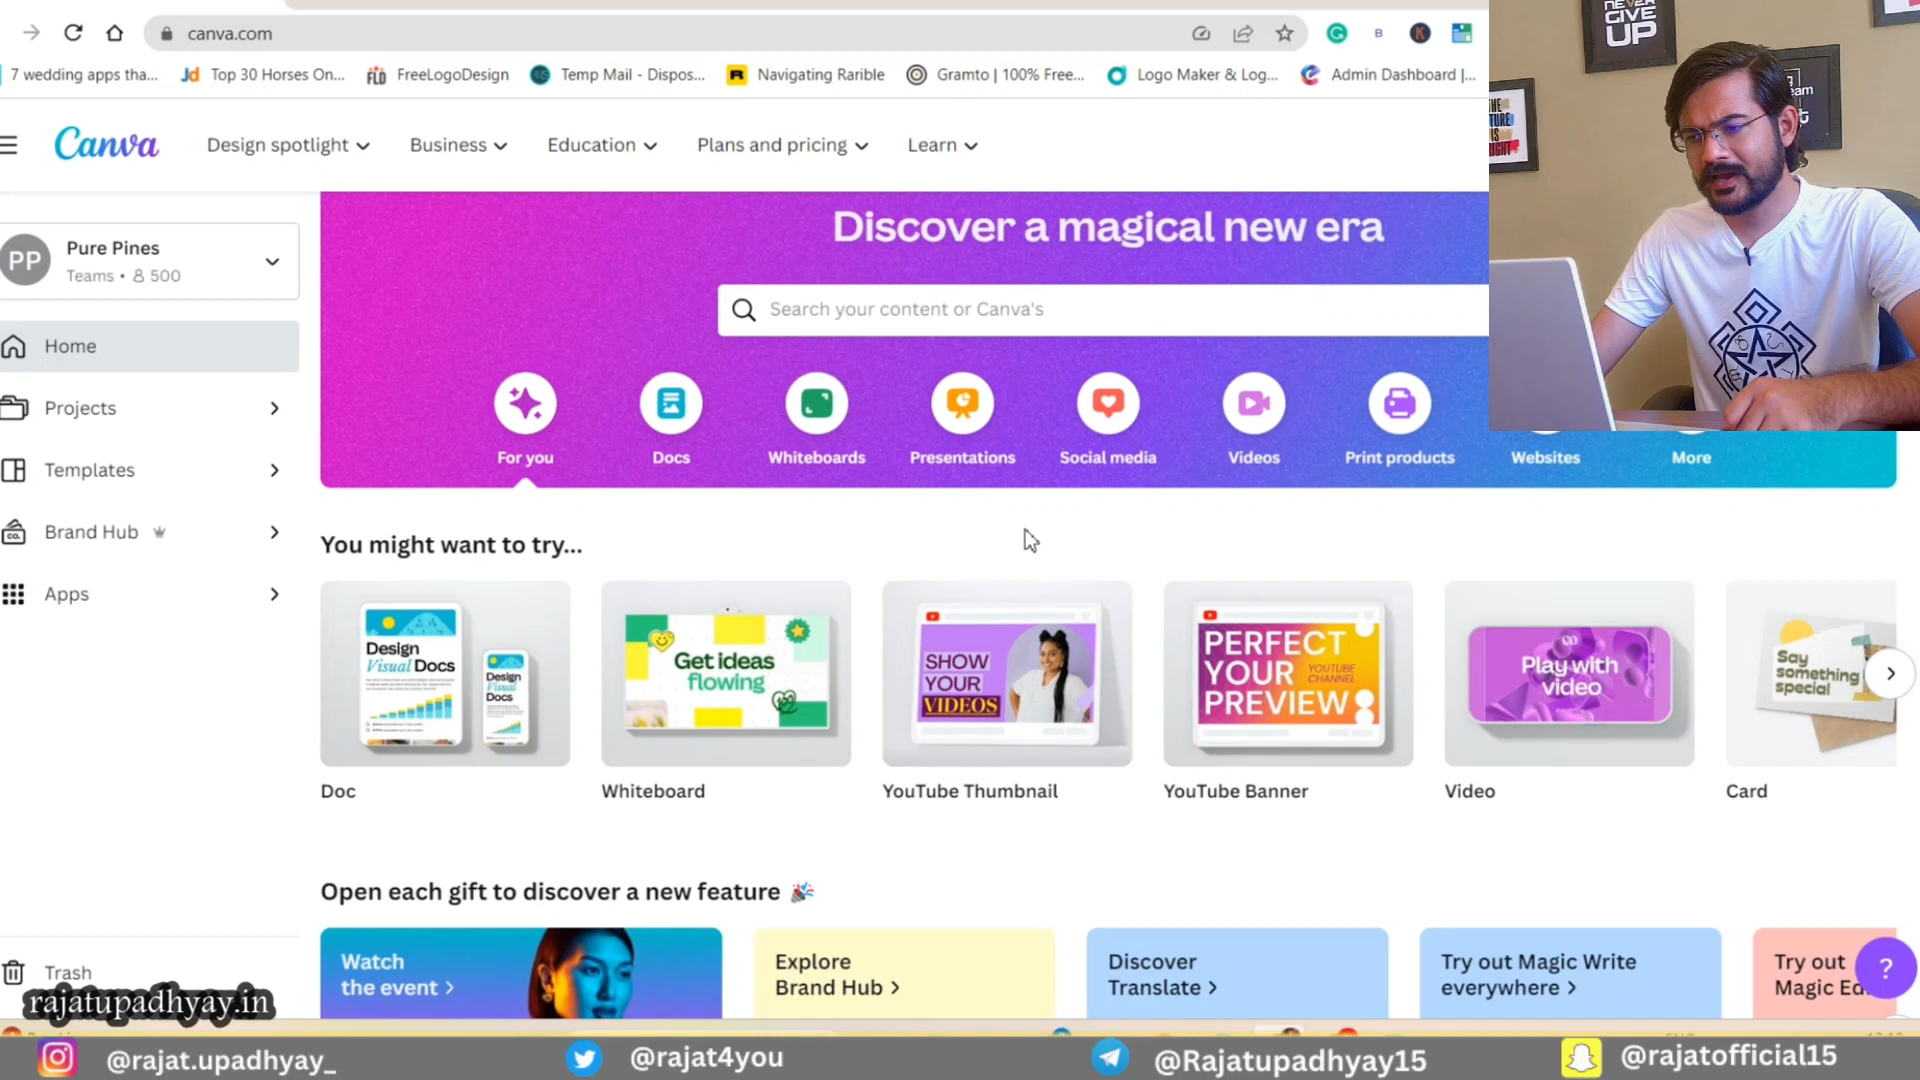 canva.com
7 wedding apps tha...
Top 30 Horses On...
FLD
FreeLogoDesign
Temp Mail - Dispos...
Navigating Rarible
Gramto | 100% Free...
Logo Maker & Log...
Admin Dashboard |...
NEVER
GIVE
UP
Canva
Design spotlight
Business
Education
Plans and pricing
Learn
PP
Pure Pines
Teams • 500
Home
Projects
Templates
Brand Hub
Apps
Trash
Discover a magical new era
Search your content or Canva's
For you
Docs
Whiteboards
Presentations
Social media
Videos
Print products
Websites
More
You might want to try...
Design
Visual Docs
Design
Visual
Docs
Get ideas
flowing
SHOW
YOUR
VIDEOS
PERFECT
YOUR
PREVIEW
YOUTUBE
CHANNEL
Play with
video
Say
something
special
Doc
Whiteboard
YouTube Thumbnail
YouTube Banner
Video
Card
Open each gift to discover a new feature
Watch
the event >
Explore
Brand Hub >
Discover
Translate >
Try out Magic Write
everywhere >
Try out
Magic Ed
?
rajatupadhyay.in
@rajat.upadhyay_
@rajat4you
@Rajatupadhyay15
@rajatofficial15